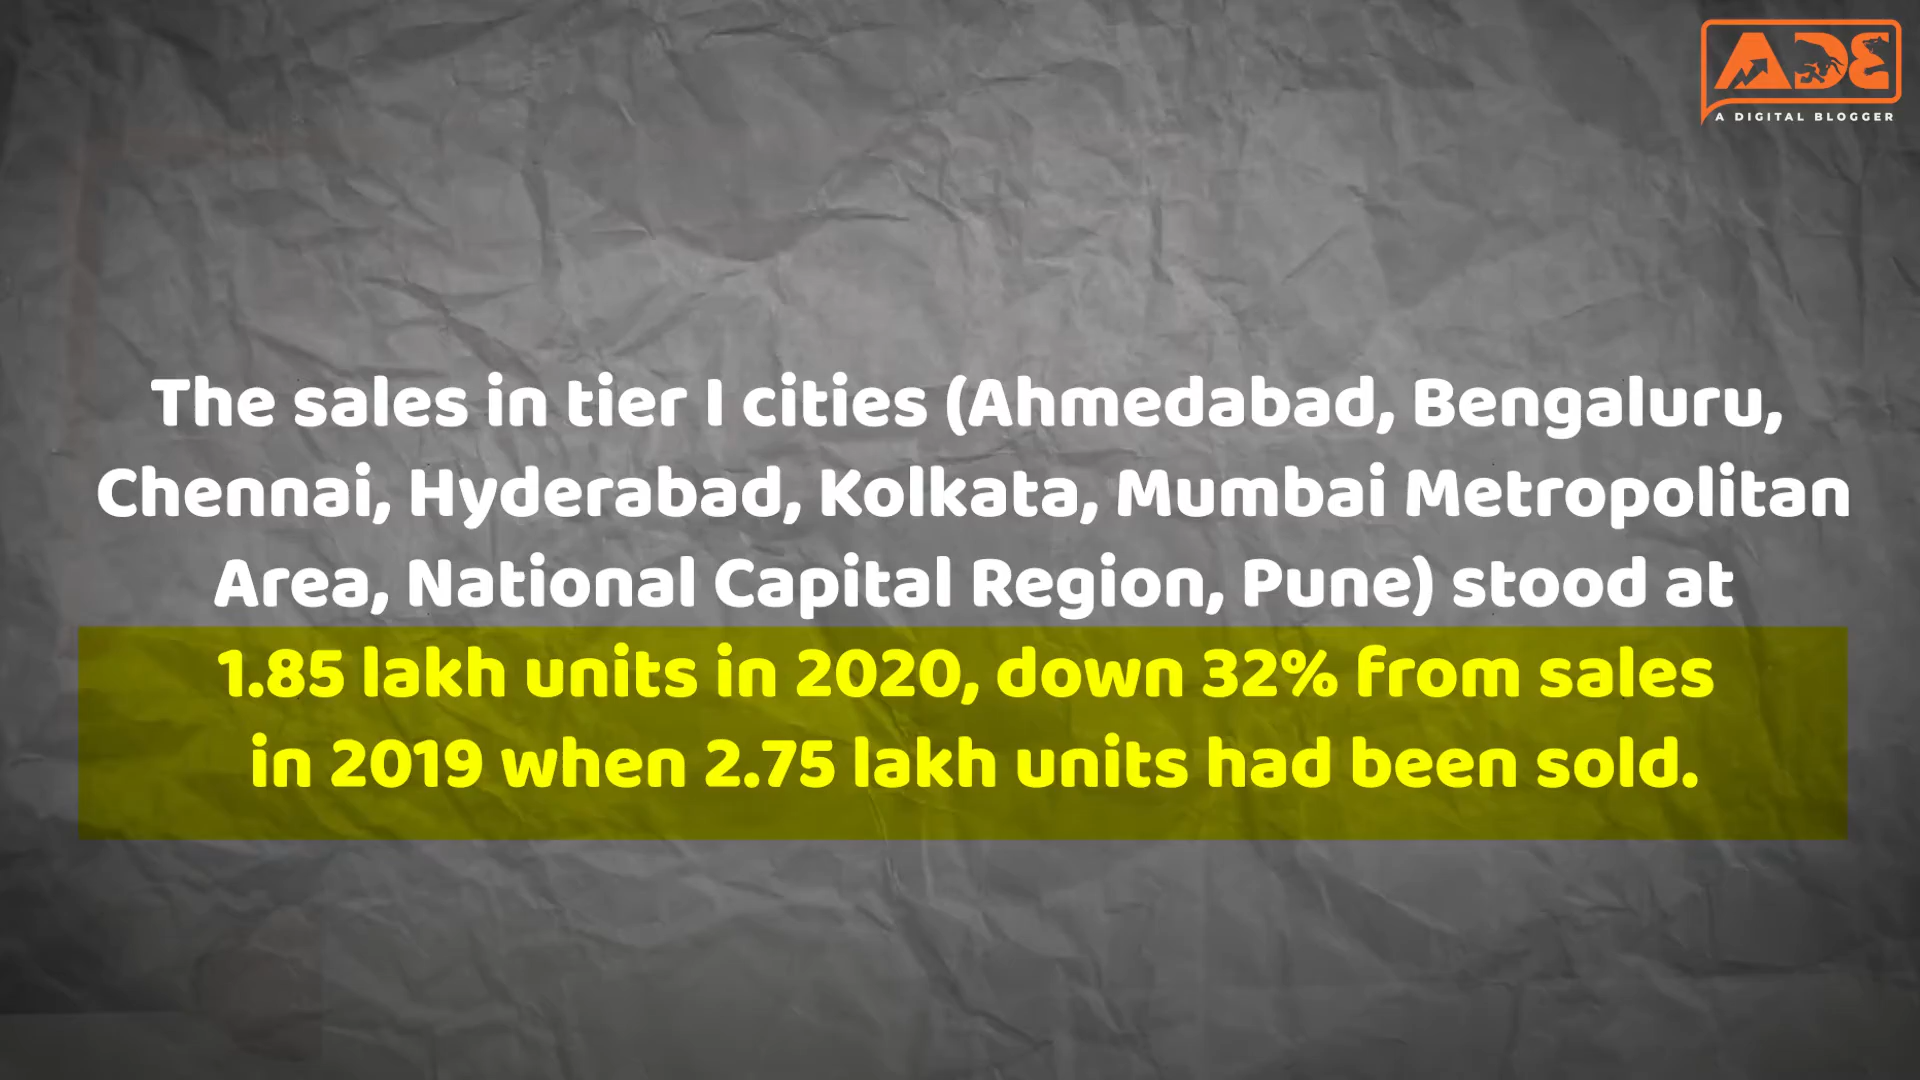 ADB
A DIGITAL BLOGGER
The sales in tier I cities (Ahmedabad, Bengaluru,
Chennai, Hyderabad, Kolkata, Mumbai Metropolitan
Area, National Capital Region, Pune) stood at
1.85 lakh units in 2020, down 32% from sales
in 2019 when 2.75 lakh units had been sold.